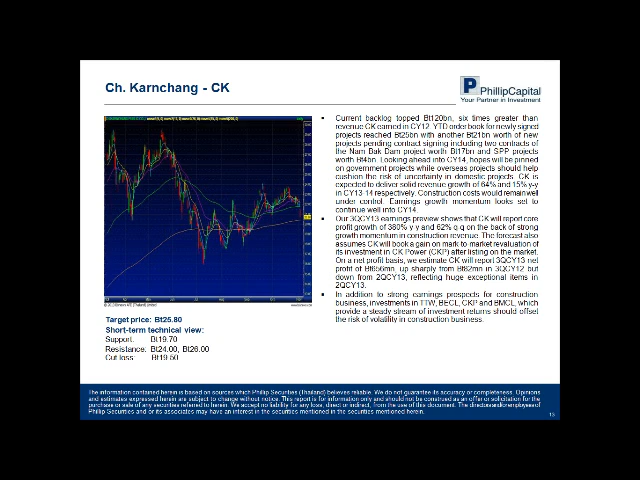 Ch. Karnchang - CK
P PhillipCapital
Your Partner in Investment
Current backlog topped Bt120bn, six times greater than
revenue CK earned in CY12. YTD order book for newly signed
projects reached Bt25bn with another Bt21bn worth of new
projects pending contract signing including two contracts of
the Nam Bak Dam project worth Bt17bn and SPP projects
worth Bt4bn. Looking ahead into CY14, hopes will be pinned
on government projects while overseas projects should help
cushion the risk of uncertainty in domestic projects. CK is
expected to deliver solid revenue growth of 64% and 15% y-y
in CY13-14 respectively. Construction costs would remain well
under control. Earnings growth momentum looks set to
continue well into CY14.
Our 3QCY13 earnings preview shows that CK will report core
profit growth of 380% y y and 62% q q on the back of strong
growth momentum in construction revenue. The forecast also
assumes CK will book a gain on mark to market revaluation of
its investment in CK Power (CKP) after listing on the market.
On a net profit basis, we estimate CK will report 3QCY13 net
profit of Bt656mn, up sharply from Bt82mn in 3QCY12 but
down from 2QCY13, reflecting huge exceptional items in
2QCY13.
In addition to strong earnings prospects for construction
business, investments in TTW, BECL, CKP and BMCL, which
provide a steady stream of investment returns should offset
the risk of volatility in construction business.
Target price: Bt25.80
Short-term technical view:
Support: Bt19.70
Resistance: Bt24.00, Bt26.00
Cut loss: Bt19.50
The information contained herein is based on sources which Phillip Securities (Thailand) believes reliable. We do not guarantee its accuracy or completeness. Opinions
and estimates expressed herein are subject to change without notice. This report is for information only and should not be construed as an offer or solicitation for the
purchase or sale of any securities referred to herein. We accept no liability for any loss, direct or indirect, from the use of this document. The directors and/or employees of
Phillip Securities and or its associates may have an interest in the securities mentioned in the securities mentioned herein.
13